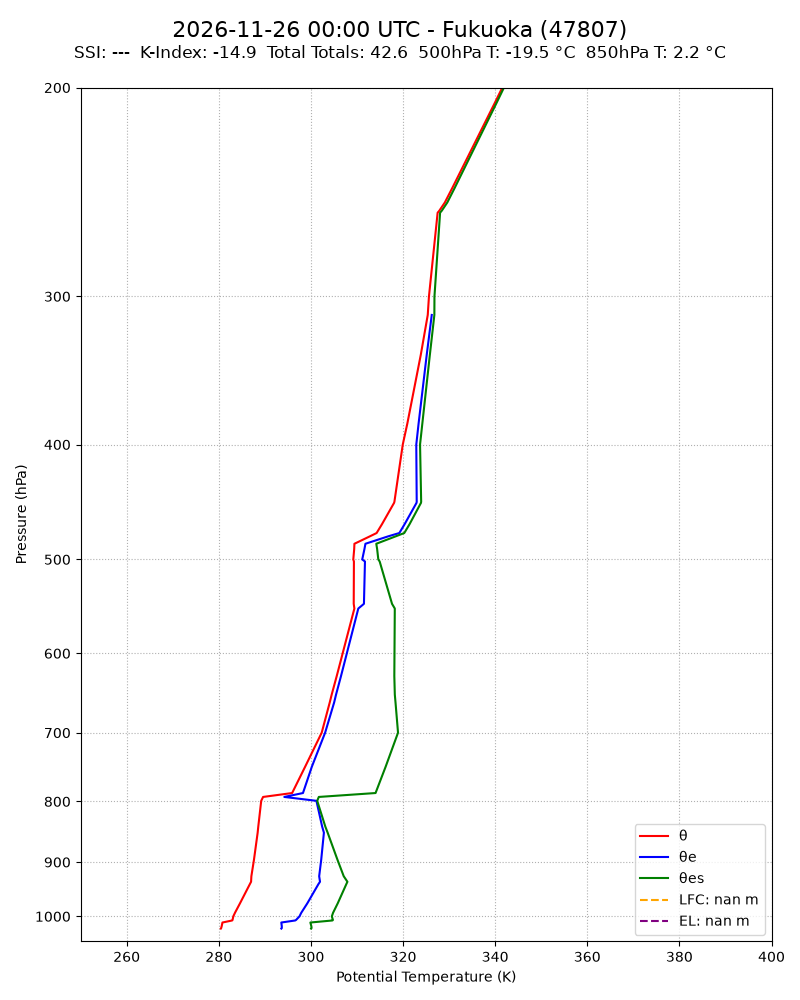 2026-11-26 00:00 UTC - Fukuoka (47807)
SSI: ---  K-Index: -14.9  Total Totals: 42.6  500hPa T: -19.5 °C  850hPa T: 2.2 °C
200
300
400
500
600
700
800
900
1000
Pressure (hPa)
θ
θe
θes
LFC: nan m
EL: nan m
260
280
300
320
340
360
380
400
Potential Temperature (K)